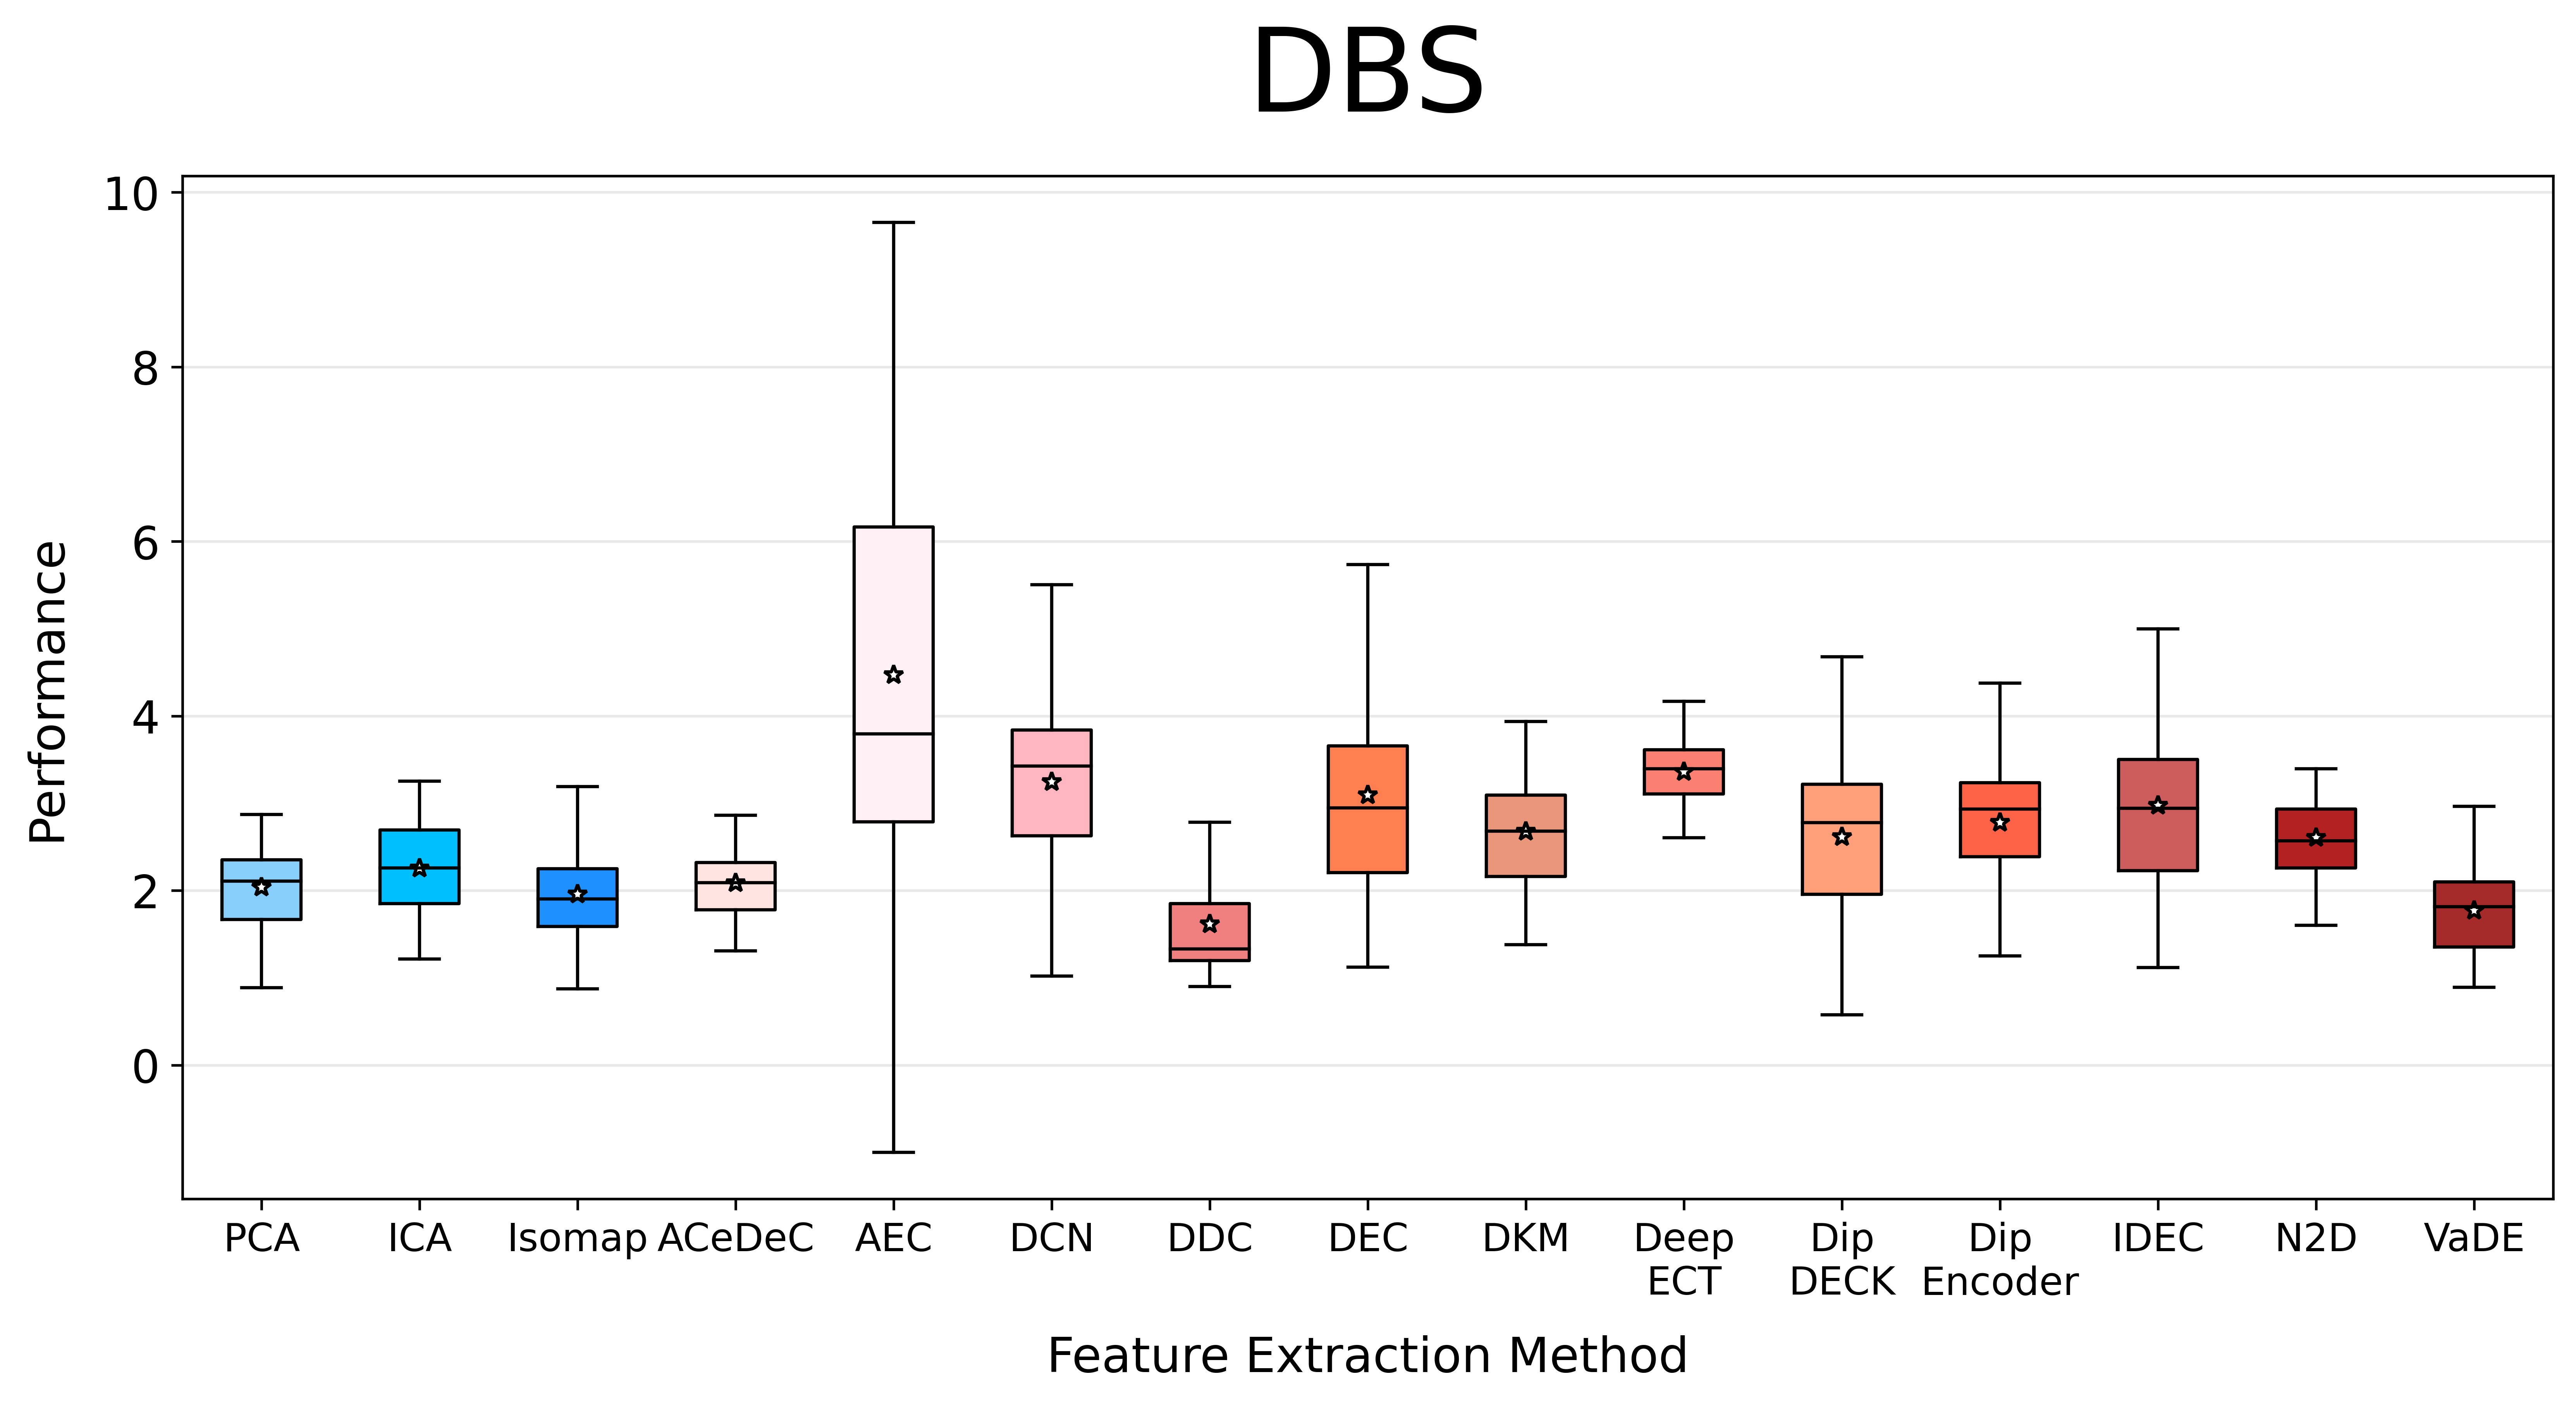 DBS
Performance
10
8
6
4
2
0
PCA
ICA
Isomap
ACeDeC
AEC
DCN
DDC
DEC
DKM
Deep
ECT
Dip
DECK
Dip
Encoder
IDEC
N2D
VaDE
Feature Extraction Method